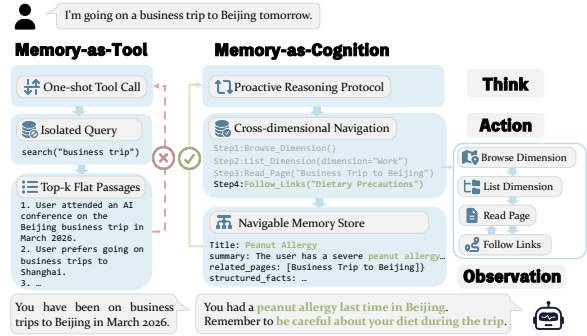 I'm going on a business trip to Beijing tomorrow.
Memory-as-Tool
One-shot Tool Call
Isolated Query
search("business trip")
Top-k Flat Passages
1. User attended an AI
conference on the
Beijing business trip in
March 2026.
2. User prefers going on
business trips to
Shanghai.
3. …
You have been on business
trips to Beijing in March 2026.
Memory-as-Cognition
Proactive Reasoning Protocol
Cross-dimensional Navigation
Step1:Browse_Dimension()
Step2:List_Dimension(dimension="Work")
Step3:Read_Page("Business Trip to Beijing")
Step4:Follow_Links("Dietary Precautions")
Navigable Memory Store
Title: Peanut Allergy
summary: The user has a severe peanut allergy…
related_pages: [Business Trip to Beijing]}
structured_facts: …
You had a peanut allergy last time in Beijing.
Remember to be careful about your diet during the trip.
Think
Action
Browse Dimension
List Dimension
Read Page
Follow Links
Observation